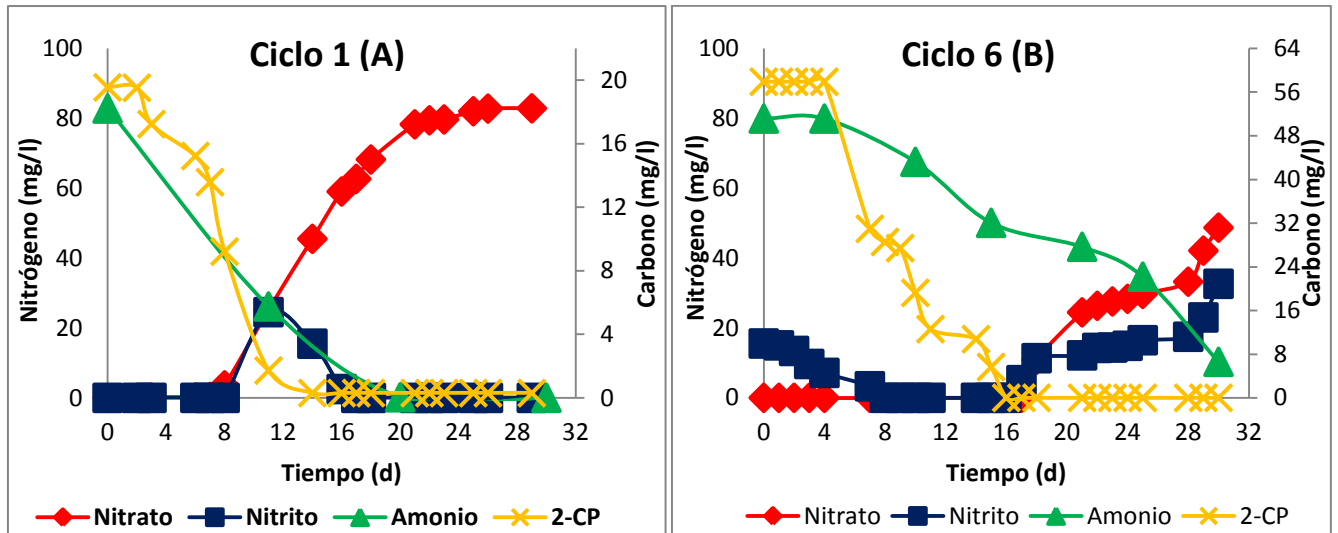 Ciclo 1 (A)
Nitrógeno (mg/l)
100
80
60
40
20
0
Carbono (mg/l)
20
16
12
8
4
0
0 4 8 12 16 20 24 28 32
Tiempo (d)
Nitrato Nitrito Amonio 2-CP
Ciclo 6 (B)
Nitrógeno (mg/l)
100
80
60
40
20
0
Carbono (mg/l)
64
56
48
40
32
24
16
8
0
0 4 8 12 16 20 24 28 32
Tiempo (d)
Nitrato Nitrito Amonio 2-CP